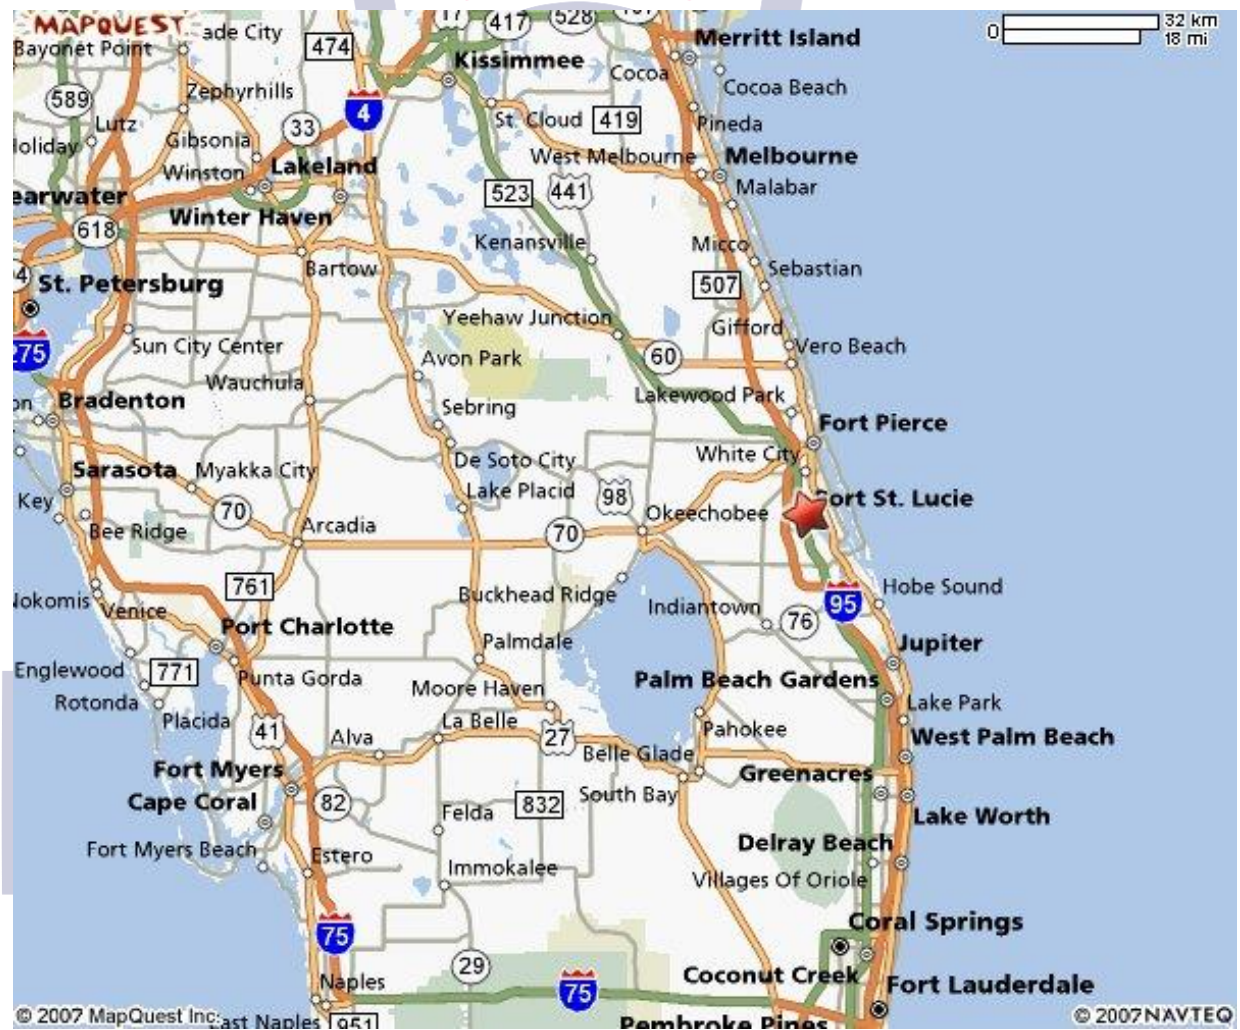 MAPQUEST
17
417
528
32 km
0
18 mi
ade City
474
Merritt Island
Bayonet Point
Kissimmee
Cocoa
Cocoa Beach
589
Zephyrhills
4
St. Cloud
419
Pineda
Lutz
33
Holiday
Gibsonia
West Melbourne
Melbourne
Winston
Lakeland
523
441
Malabar
earwater
Winter Haven
618
Kenansville
Micco
Bartow
Sebastian
St. Petersburg
507
Yeehaw Junction
Gifford
275
Sun City Center
Avon Park
60
Vero Beach
Wauchula
Lakewood Park
Bradenton
Sebring
Fort Pierce
White City
Sarasota
Myakka City
De Soto City
Key
Lake Placid
98
Port St. Lucie
70
Okeechobee
Bee Ridge
Arcadia
70
761
Buckhead Ridge
Hobe Sound
Nokomis
Venice
Indiantown
76
95
Port Charlotte
Palmdale
Jupiter
Englewood
771
Punta Gorda
Moore Haven
Palm Beach Gardens
Rotonda
Lake Park
Placida
41
Alva
La Belle
27
Pahokee
West Palm Beach
Belle Glade
Fort Myers
Greenacres
Cape Coral
82
South Bay
Felda
832
Lake Worth
Fort Myers Beach
Estero
Delray Beach
Immokalee
Villages Of Oriole
75
Coral Springs
29
Coconut Creek
Naples
75
Fort Lauderdale
© 2007 MapQuest Inc.
East Naples
951
Pembroke Pines
© 2007 NAVTEQ